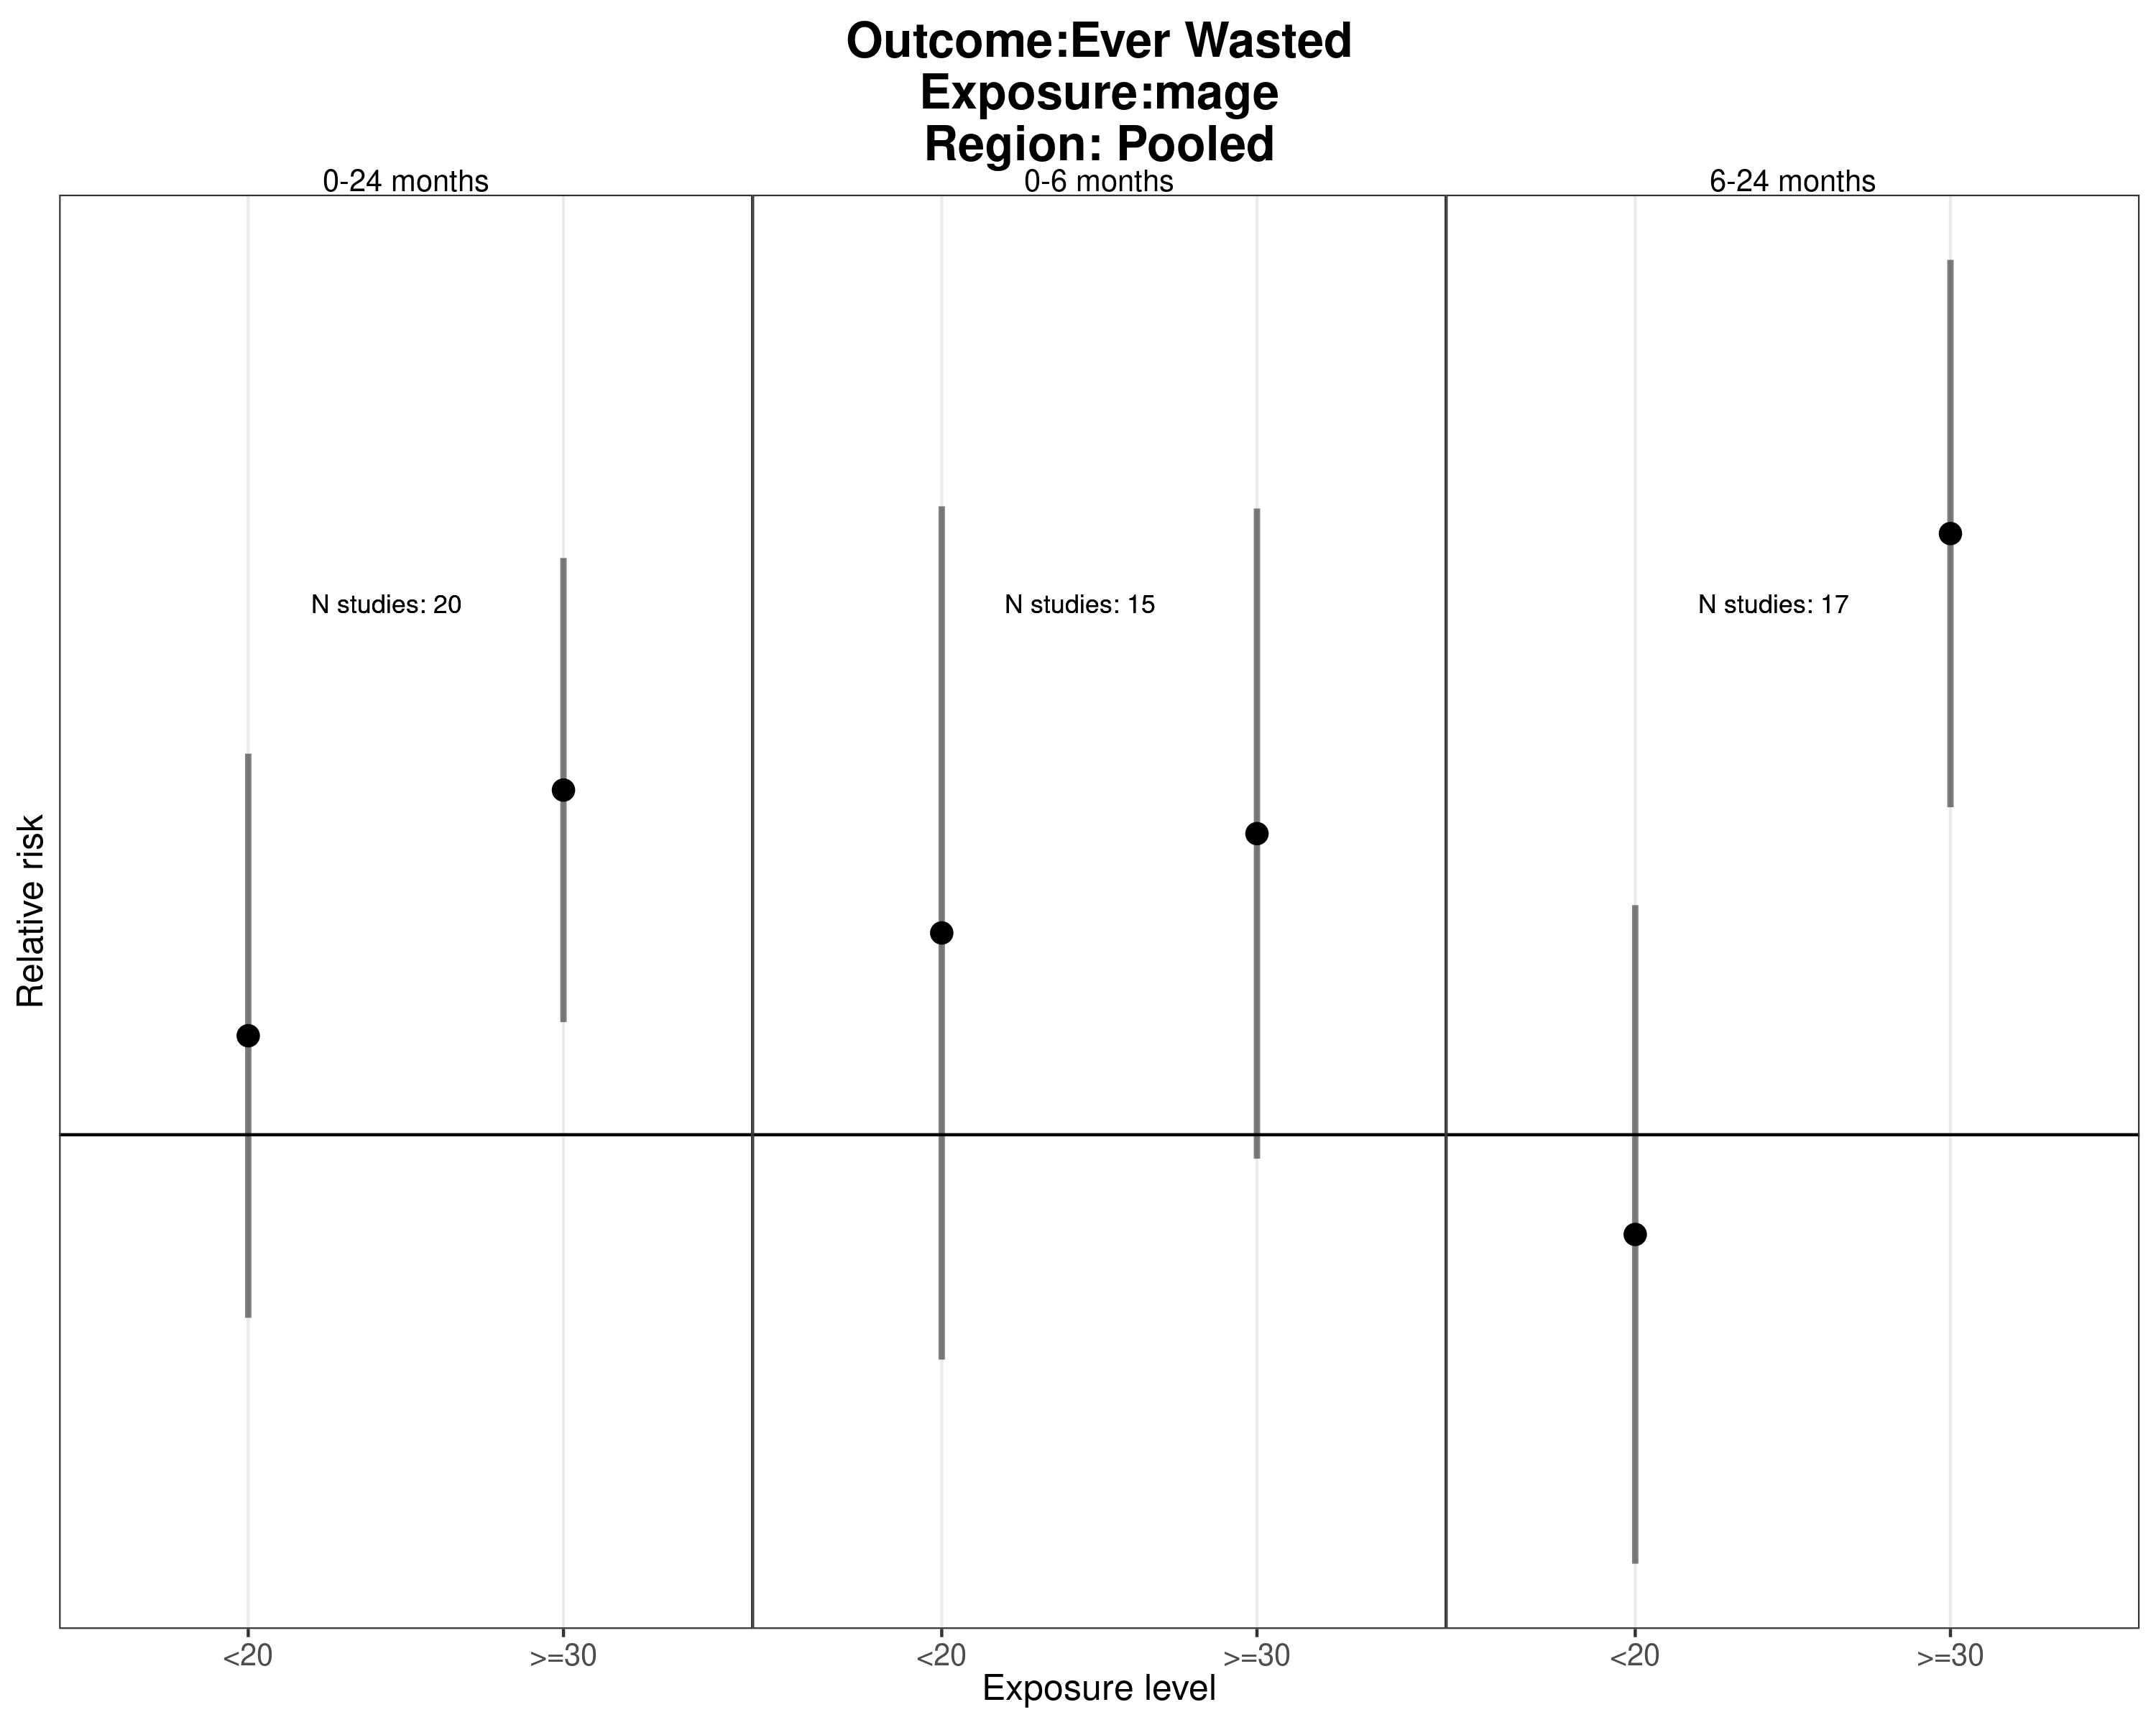 Outcome:Ever Wasted
Exposure:mage
Region: Pooled
0-24 months
0-6 months
6-24 months
N studies: 20
N studies: 15
N studies: 17
Relative risk
<20
>=30
<20
>=30
<20
>=30
Exposure level